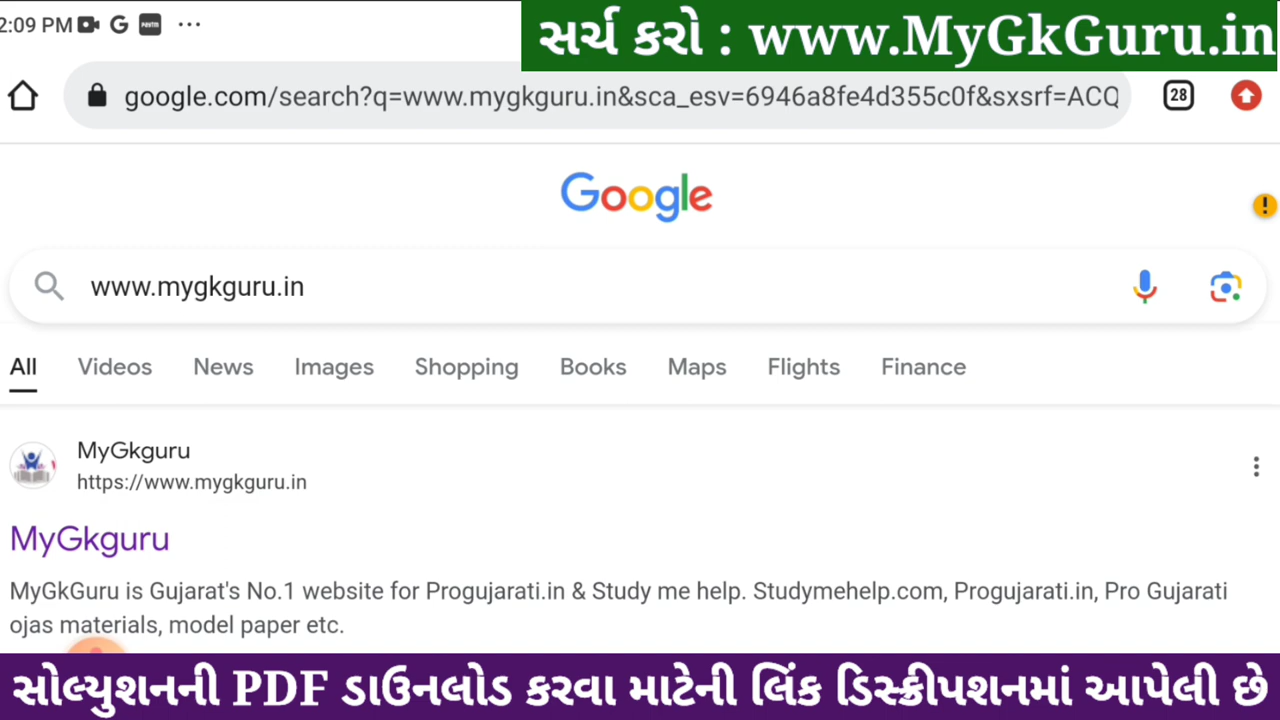 2:09 PM
સર્ચ કરો : www.MyGkGuru.in
google.com/search?q=www.mygkguru.in&sca_esv=6946a8fe4d355c0f&sxsrf=ACQ
28
Google
www.mygkguru.in
All Videos News Images Shopping Books Maps Flights Finance
MyGkguru
https://www.mygkguru.in
MyGkguru
MyGkGuru is Gujarat's No.1 website for Progujarati.in & Study me help. Studymehelp.com, Progujarati.in, Pro Gujarati
ojas materials, model paper etc.
સોલ્યુશનની PDF ડાઉનલોડ કરવા માટેની લિંક ડિસ્ક્રીપશનમાં આપેલી છે